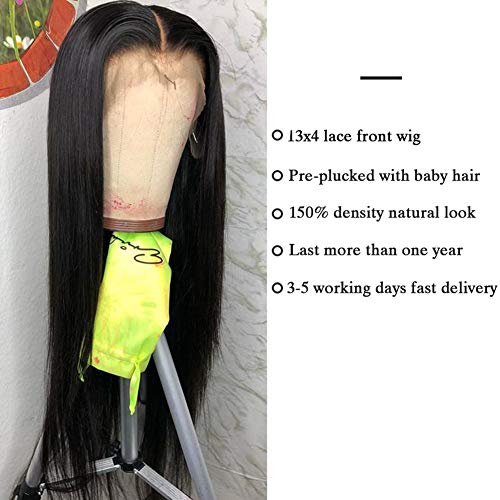 13x4 lace front wig
Pre-plucked with baby hair
150% density natural look
Last more than one year
3-5 working days fast delivery